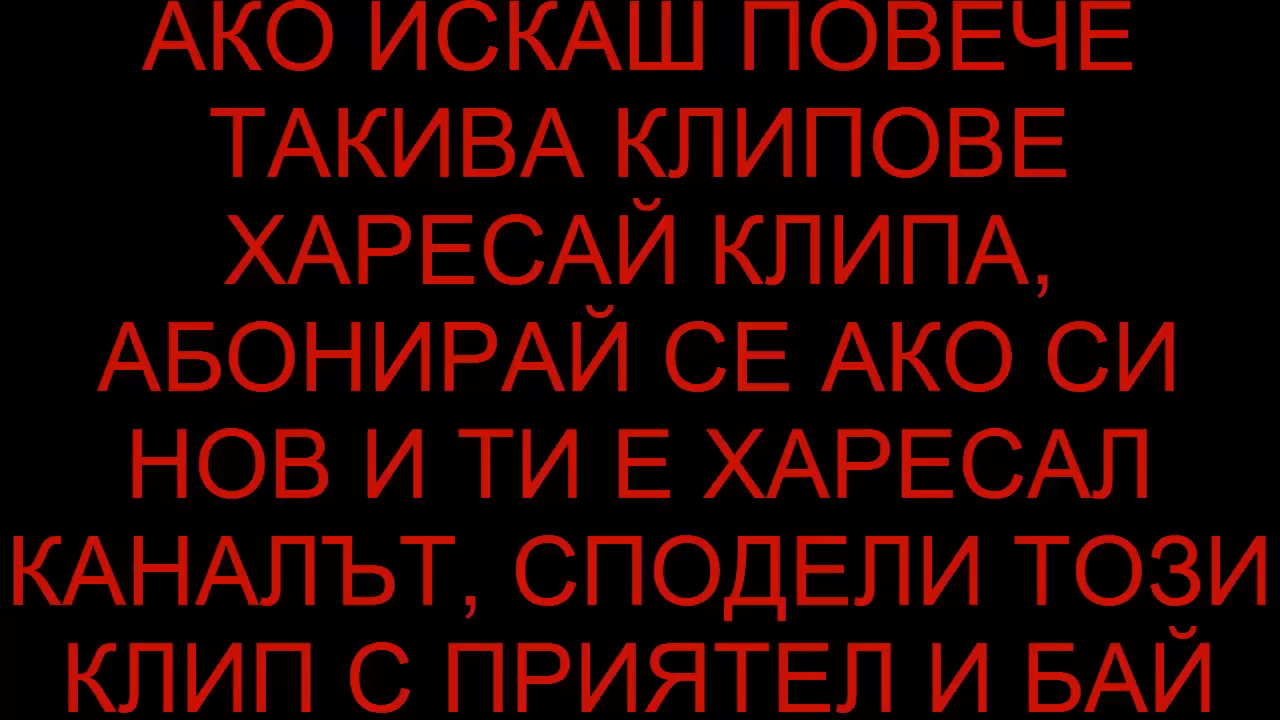 АКО ИСКАШ ПОВЕЧЕ
ТАКИВА КЛИПОВЕ
ХАРЕСАЙ КЛИПА,
АБОНИРАЙ СЕ АКО СИ
НОВ И ТИ Е ХАРЕСАЛ
КАНАЛЪТ, СПОДЕЛИ ТОЗИ
КЛИП С ПРИЯТЕЛ И БАЙ